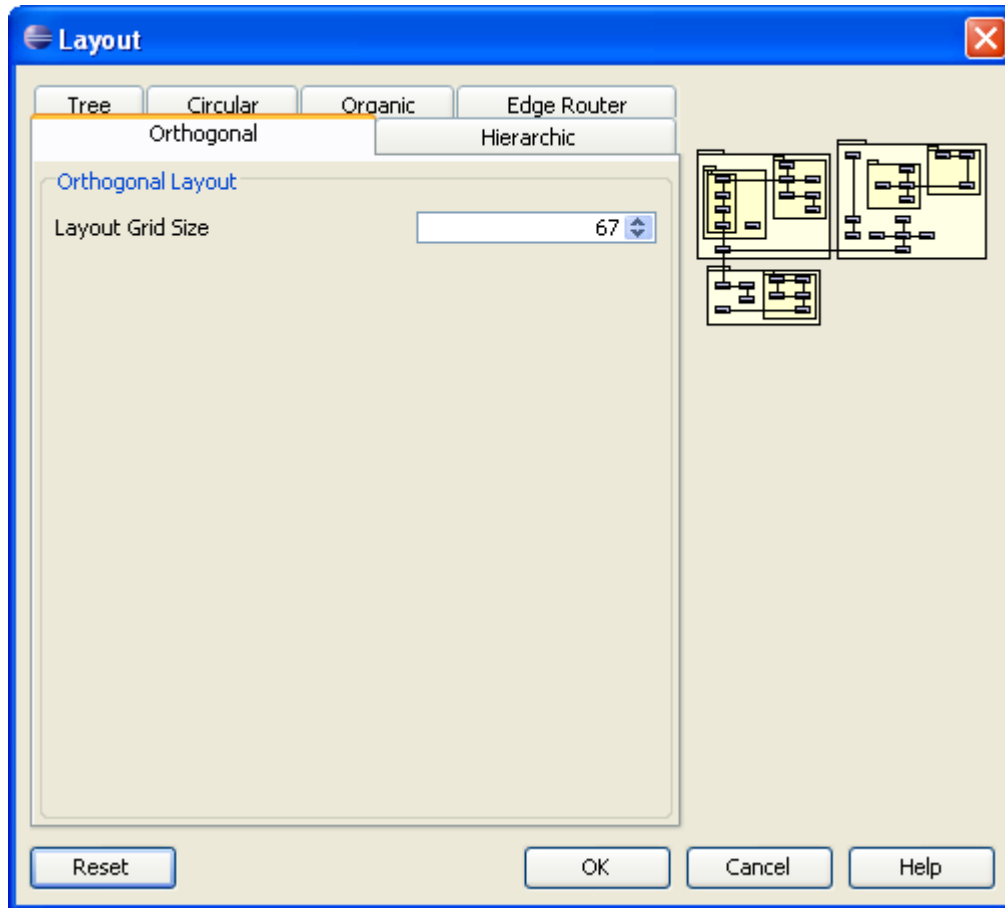 Layout
Tree Circular Organic Edge Router
Orthogonal Hierarchic
Orthogonal Layout
Layout Grid Size 67
Reset OK Cancel Help